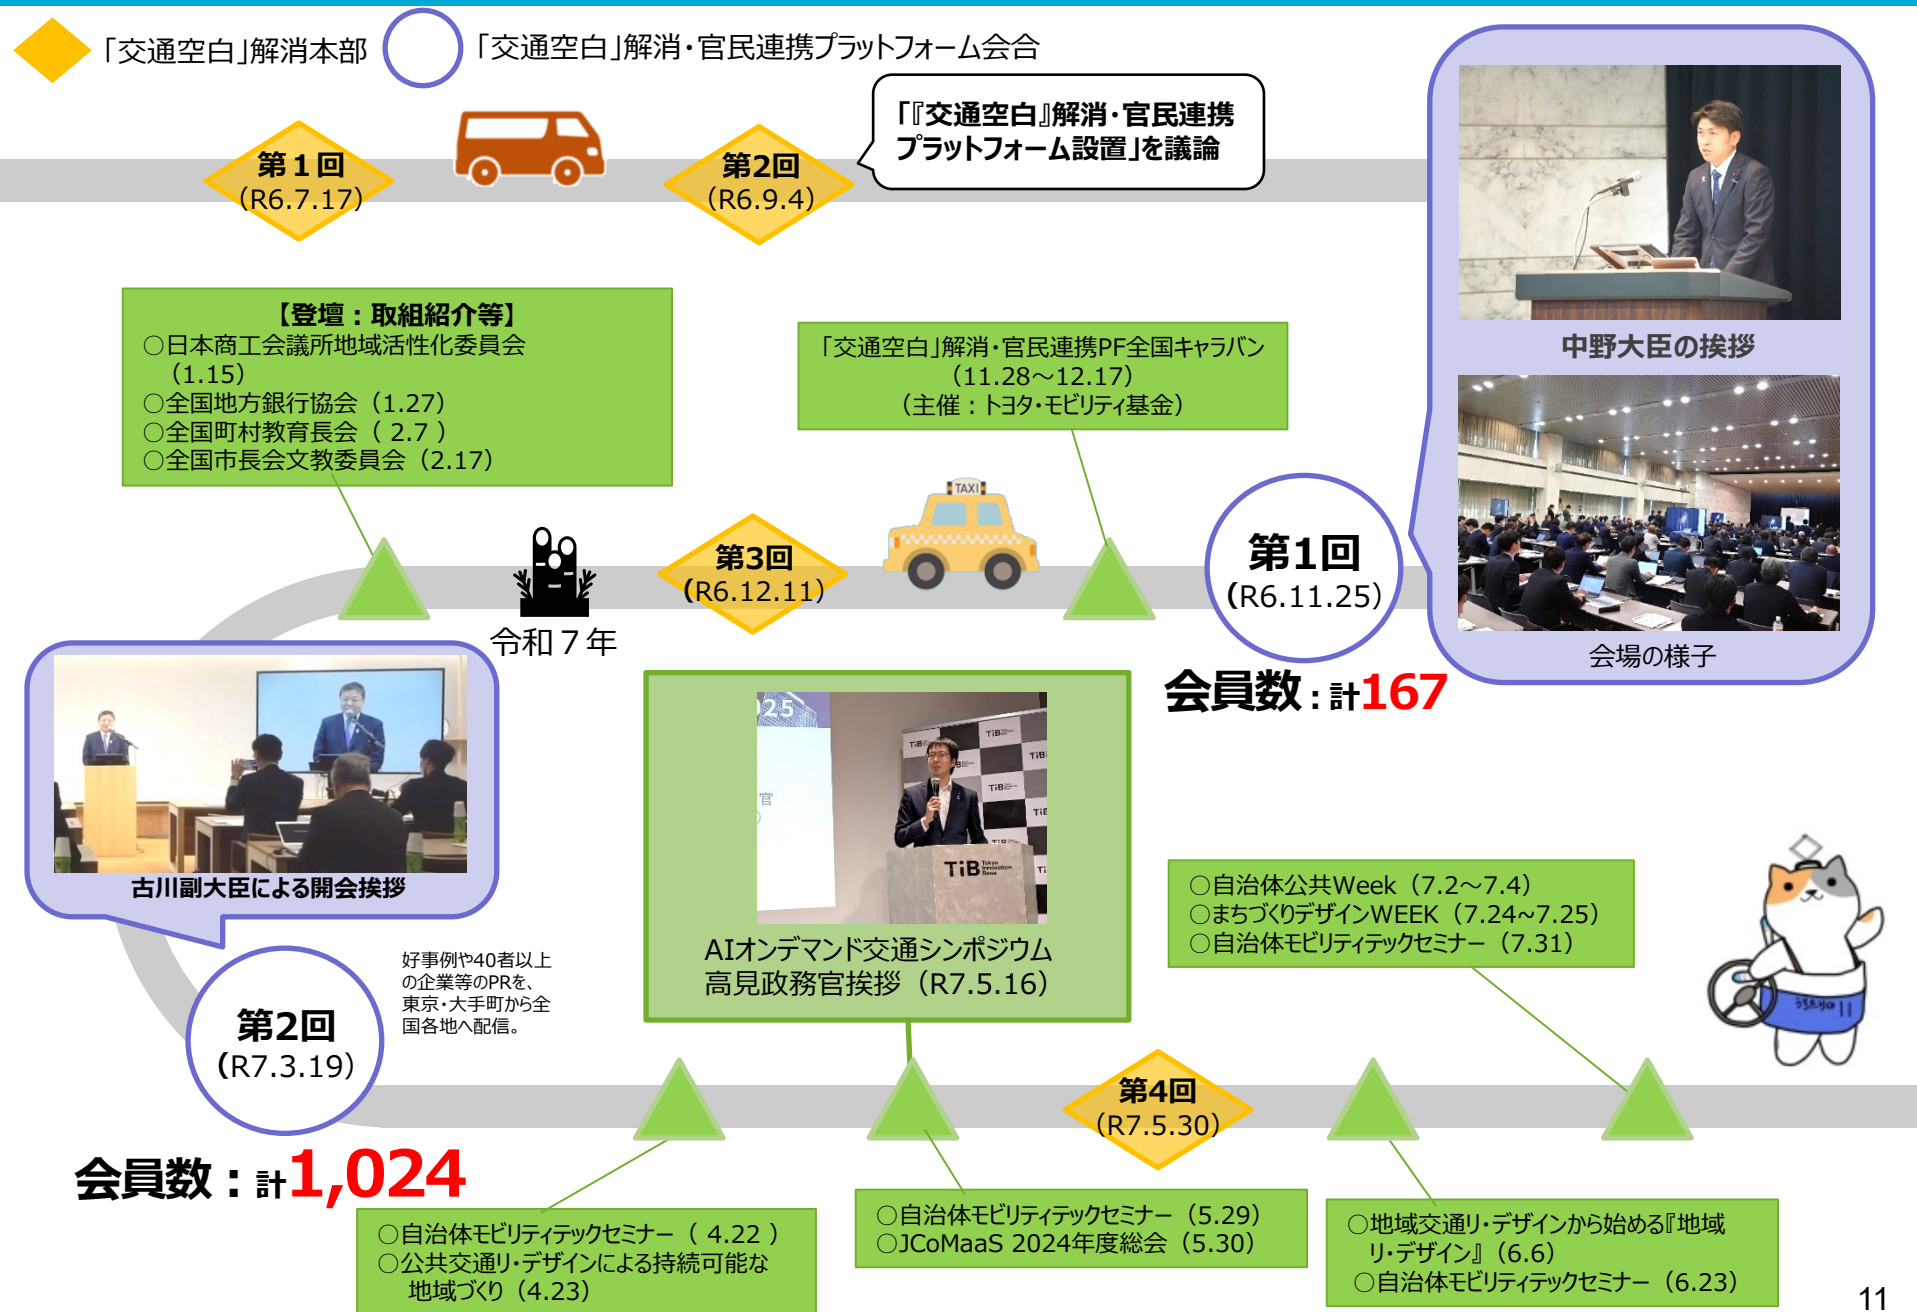 「交通空白」解消本部
「交通空白」解消・官民連携プラットフォーム会合
第１回
（R6.7.17）
第2回
（R6.9.4）
「『交通空白』解消・官民連携
プラットフォーム設置」を議論
中野大臣の挨拶
会場の様子
【登壇：取組紹介等】
○日本商工会議所地域活性化委員会
（1.15）
○全国地方銀行協会（1.27）
○全国町村教育長会（ 2.7 ）
○全国市長会文教委員会（2.17）
「交通空白」解消・官民連携PF全国キャラバン
（11.28～12.17）
（主催：トヨタ・モビリティ基金）
TAXI
第1回
（R6.11.25）
会員数：計167
第3回
（R6.12.11）
令和７年
古川副大臣による開会挨拶
第2回
（R7.3.19）
会員数：計1,024
好事例や40者以上
の企業等のPRを、
東京・大手町から全
国各地へ配信。
25
官
TiB
TiB
TiB
TiB Tokyo Innovation Base
AIオンデマンド交通シンポジウム
高見政務官挨拶（R7.5.16）
○自治体公共Week（7.2～7.4）
○まちづくりデザインWEEK（7.24~7.25）
○自治体モビリティテックセミナー（7.31）
第4回
（R7.5.30）
○自治体モビリティテックセミナー（ 4.22 ）
○公共交通リ・デザインによる持続可能な
地域づくり（4.23）
○自治体モビリティテックセミナー（5.29）
○JCoMaaS 2024年度総会（5.30）
○地域交通リ・デザインから始める『地域
リ・デザイン』（6.6）
○自治体モビリティテックセミナー（6.23）
11